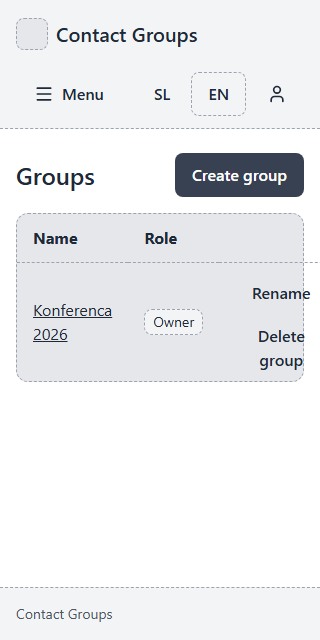 Contact Groups
Menu
SL
EN
Groups
Create group
Name
Role
Konferenca
2026
Owner
Rename
Delete
group
Contact Groups